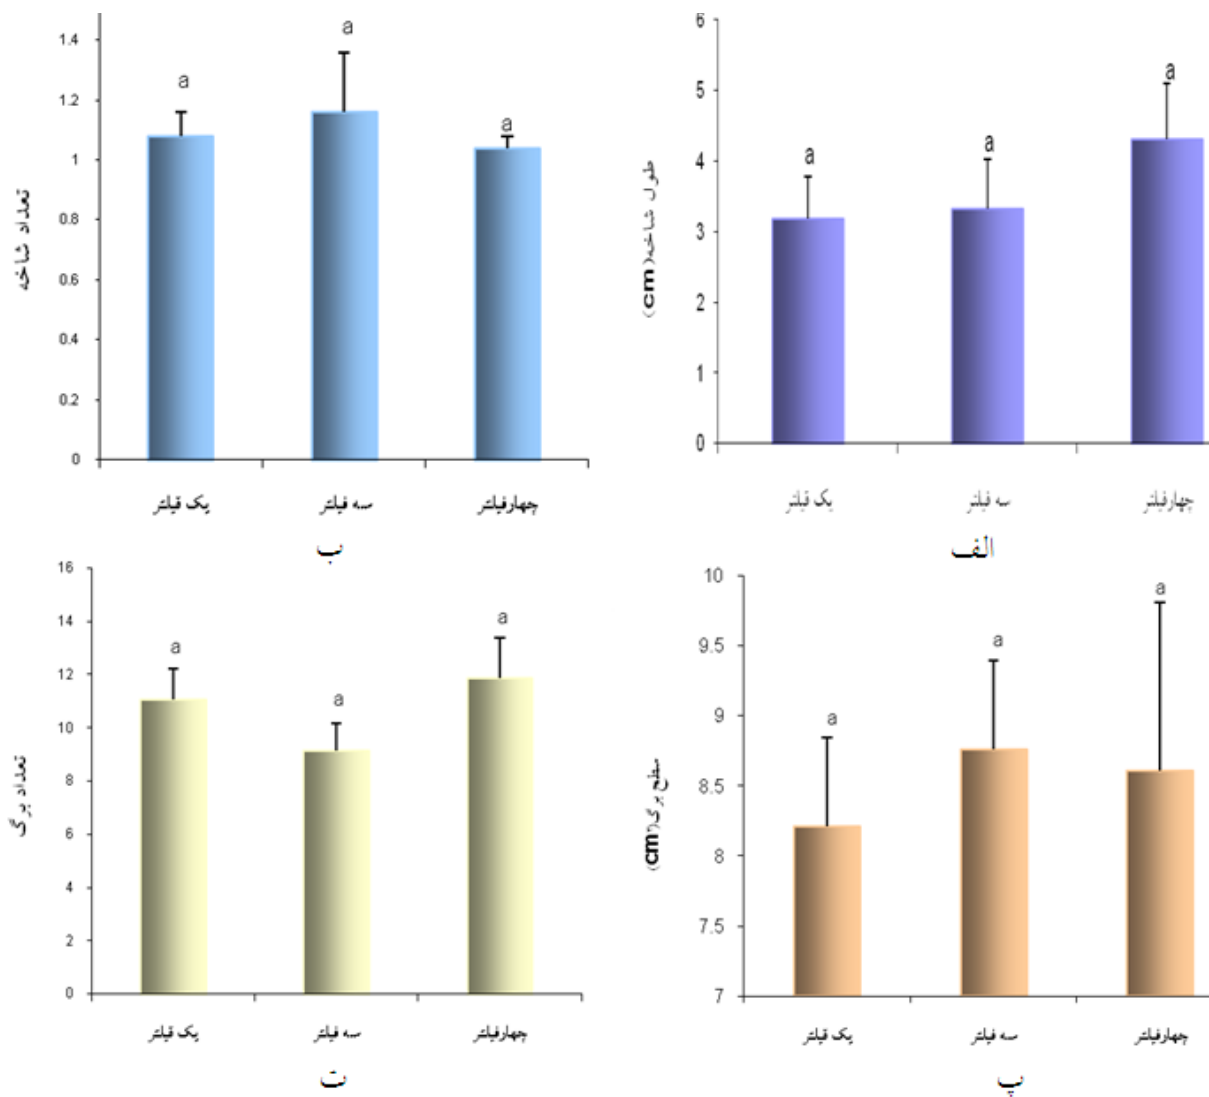 6
5
4
3
2
1
0
طول شاخه(cm)
a
a
a
یک فیلتر
سه فیلتر
چهارفیلتر
الف
1.4
1.2
1
0.8
0.6
0.4
0.2
0
تعداد شاخه
a
a
a
یک فیلتر
سه فیلتر
چهارفیلتر
ب
10
9.5
9
8.5
8
7.5
7
سطح برگ(cm²)
a
a
a
یک فیلتر
سه فیلتر
چهارفیلتر
پ
16
14
12
10
8
6
4
2
0
تعداد برگ
a
a
a
یک فیلتر
سه فیلتر
چهارفیلتر
ت